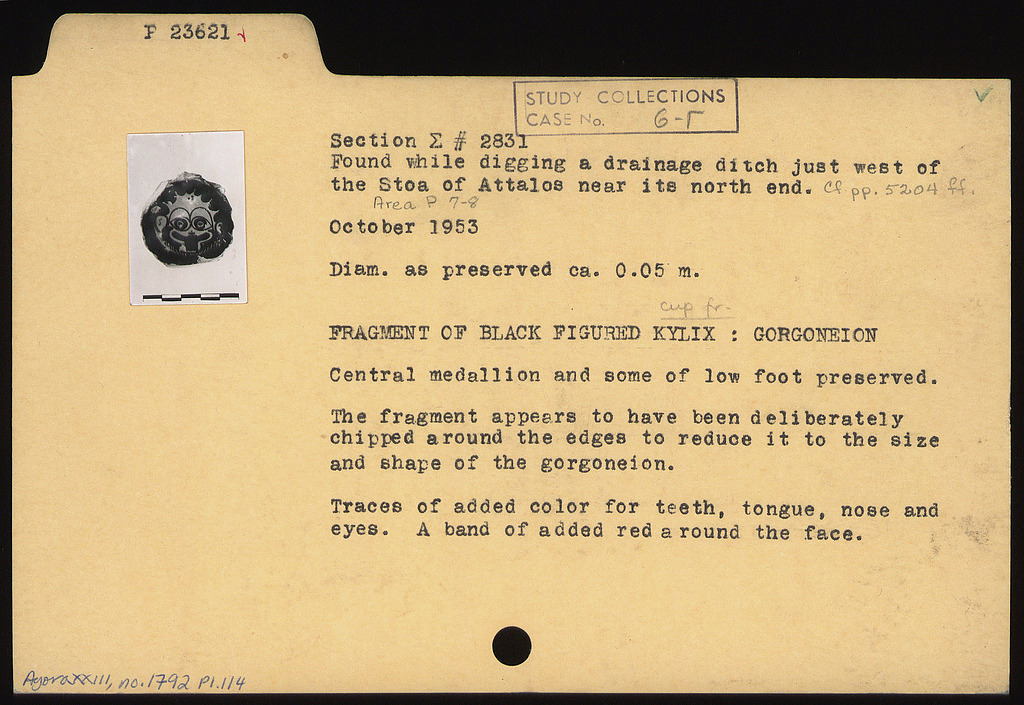 P 23621
STUDY COLLECTIONS
CASE No. 6-Γ
Section Σ # 2831
Found while digging a drainage ditch just west of
the Stoa of Attalos near its north end. Cf pp. 5204 ff.
Area P 7-8
October 1953
Diam. as preserved ca. 0.05 m.
cup fr.
FRAGMENT OF BLACK FIGURED KYLIX : GORGONEION
Central medallion and some of low foot preserved.
The fragment appears to have been deliberately
chipped around the edges to reduce it to the size
and shape of the gorgoneion.
Traces of added color for teeth, tongue, nose and
eyes. A band of added red around the face.
Agora XXIII, no. 1792 Pl. 114